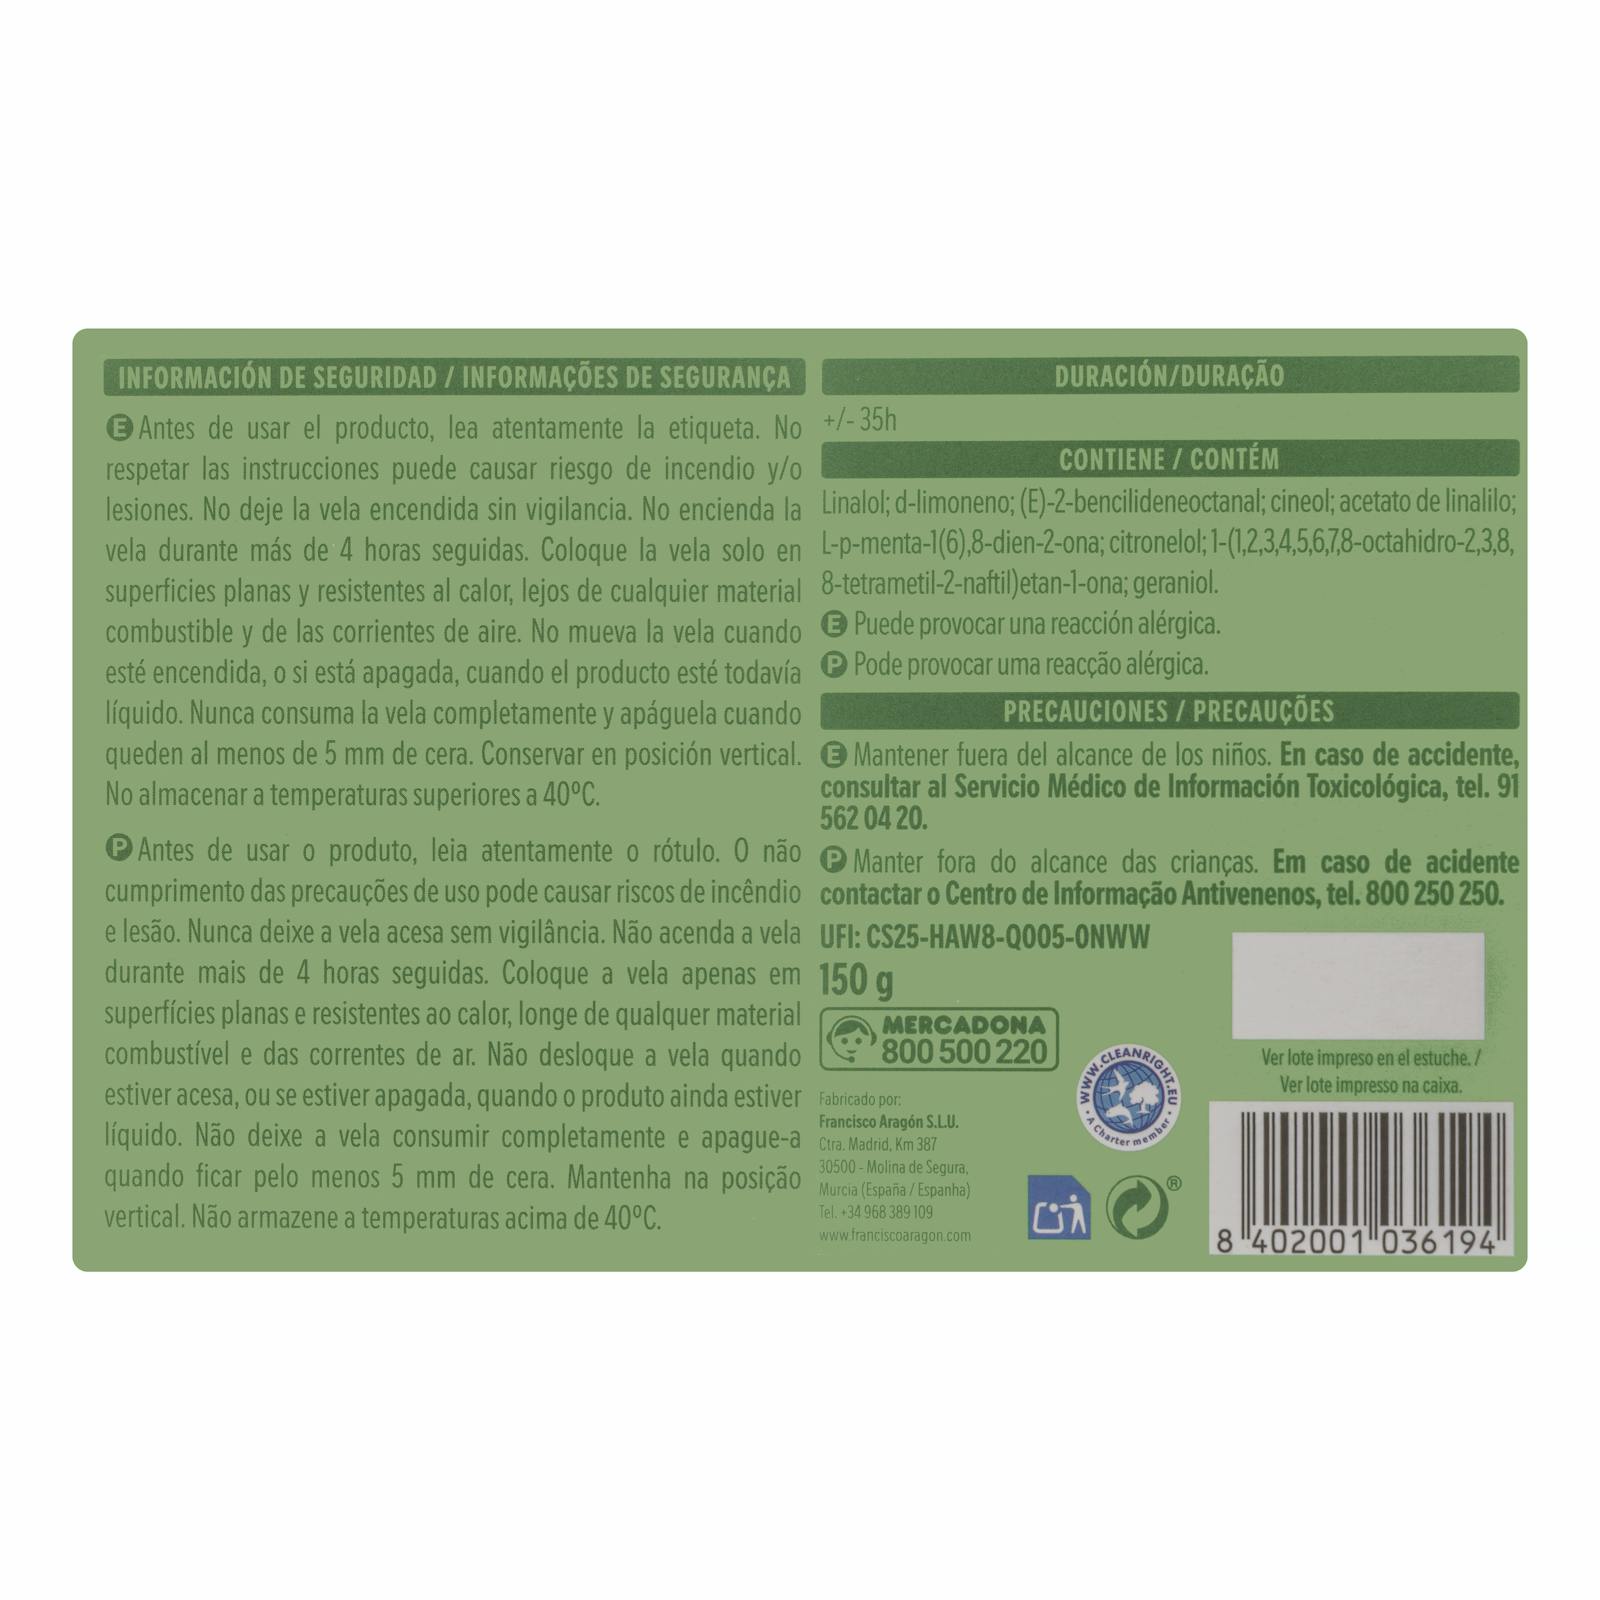 INFORMACIÓN DE SEGURIDAD / INFORMAÇÕES DE SEGURANÇA
E Antes de usar el producto, lea atentamente la etiqueta. No
respetar las instrucciones puede causar riesgo de incendio y/o
lesiones. No deje la vela encendida sin vigilancia. No encienda la
vela durante más de 4 horas seguidas. Coloque la vela solo en
superficies planas y resistentes al calor, lejos de cualquier material
combustible y de las corrientes de aire. No mueva la vela cuando
esté encendida, o si está apagada, cuando el producto esté todavía
líquido. Nunca consuma la vela completamente y apáguela cuando
queden al menos de 5 mm de cera. Conservar en posición vertical.
No almacenar a temperaturas superiores a 40ºC.
P Antes de usar o produto, leia atentamente o rótulo. O não
cumprimento das precauções de uso pode causar riscos de incêndio
e lesão. Nunca deixe a vela acesa sem vigilância. Não acenda a vela
durante mais de 4 horas seguidas. Coloque a vela apenas em
superfícies planas e resistentes ao calor, longe de qualquer material
combustível e das correntes de ar. Não desloque a vela quando
estiver acesa, ou se estiver apagada, quando o produto ainda estiver
líquido. Não deixe a vela consumir completamente e apague-a
quando ficar pelo menos 5 mm de cera. Mantenha na posição
vertical. Não armazene a temperaturas acima de 40ºC.
DURACIÓN/DURAÇÃO
+/- 35h
CONTIENE / CONTÉM
Linalol; d-limoneno; (E)-2-bencilideneoctanal; cineol; acetato de linalilo;
L-p-menta-1(6),8-dien-2-ona; citronelol; 1-(1,2,3,4,5,6,7,8-octahidro-2,3,8,
8-tetrametil-2-naftil)etan-1-ona; geraniol.
E Puede provocar una reacción alérgica.
P Pode provocar uma reacção alérgica.
PRECAUCIONES / PRECAUÇÕES
E Mantener fuera del alcance de los niños. En caso de accidente,
consultar al Servicio Médico de Información Toxicológica, tel. 91
562 04 20.
P Manter fora do alcance das crianças. Em caso de acidente
contactar o Centro de Informação Antivenenos, tel. 800 250 250.
UFI: CS25-HAW8-Q005-0NWW
150 g
MERCADONA
800 500 220
Fabricado por:
Francisco Aragón S.L.U.
Ctra. Madrid, Km 387
30500 - Molina de Segura,
Murcia (España / Espanha)
Tel. +34 968 389 109
www.franciscoaragon.com
WWW.CLEANRIGHT.EU
A Charter member
®
Ver lote impreso en el estuche. /
Ver lote impresso na caixa.
8 402001 036194